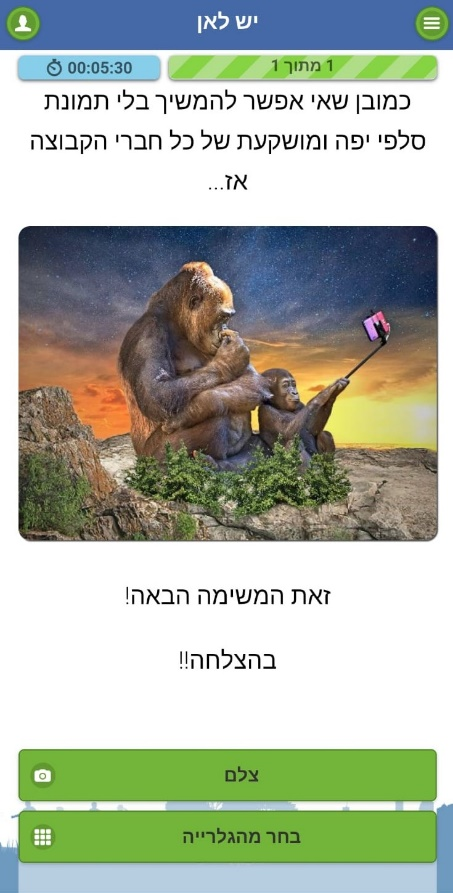 יש לאן
00:05:30
1 מתוך 1
כמובן שאי אפשר להמשיך בלי תמונת
סלפי יפה ומושקעת של כל חברי הקבוצה
אז...
זאת המשימה הבאה!
בהצלחה!!
צלם
בחר מהגלרייה